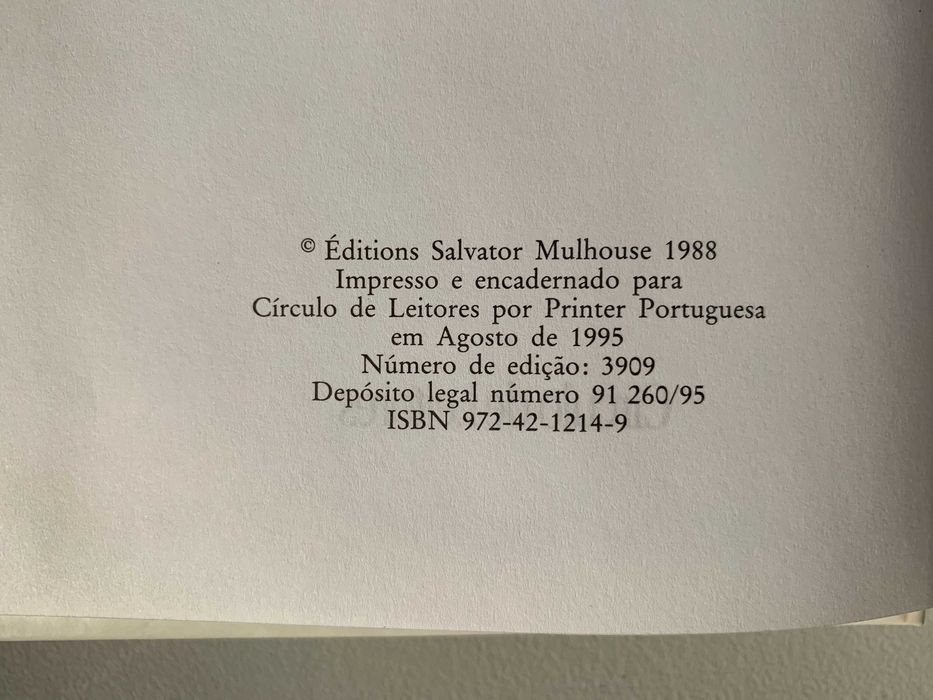 © Éditions Salvator Mulhouse 1988
Impresso e encadernado para
Círculo de Leitores por Printer Portuguesa
em Agosto de 1995
Número de edição: 3909
Depósito legal número 91 260/95
ISBN 972-42-1214-9